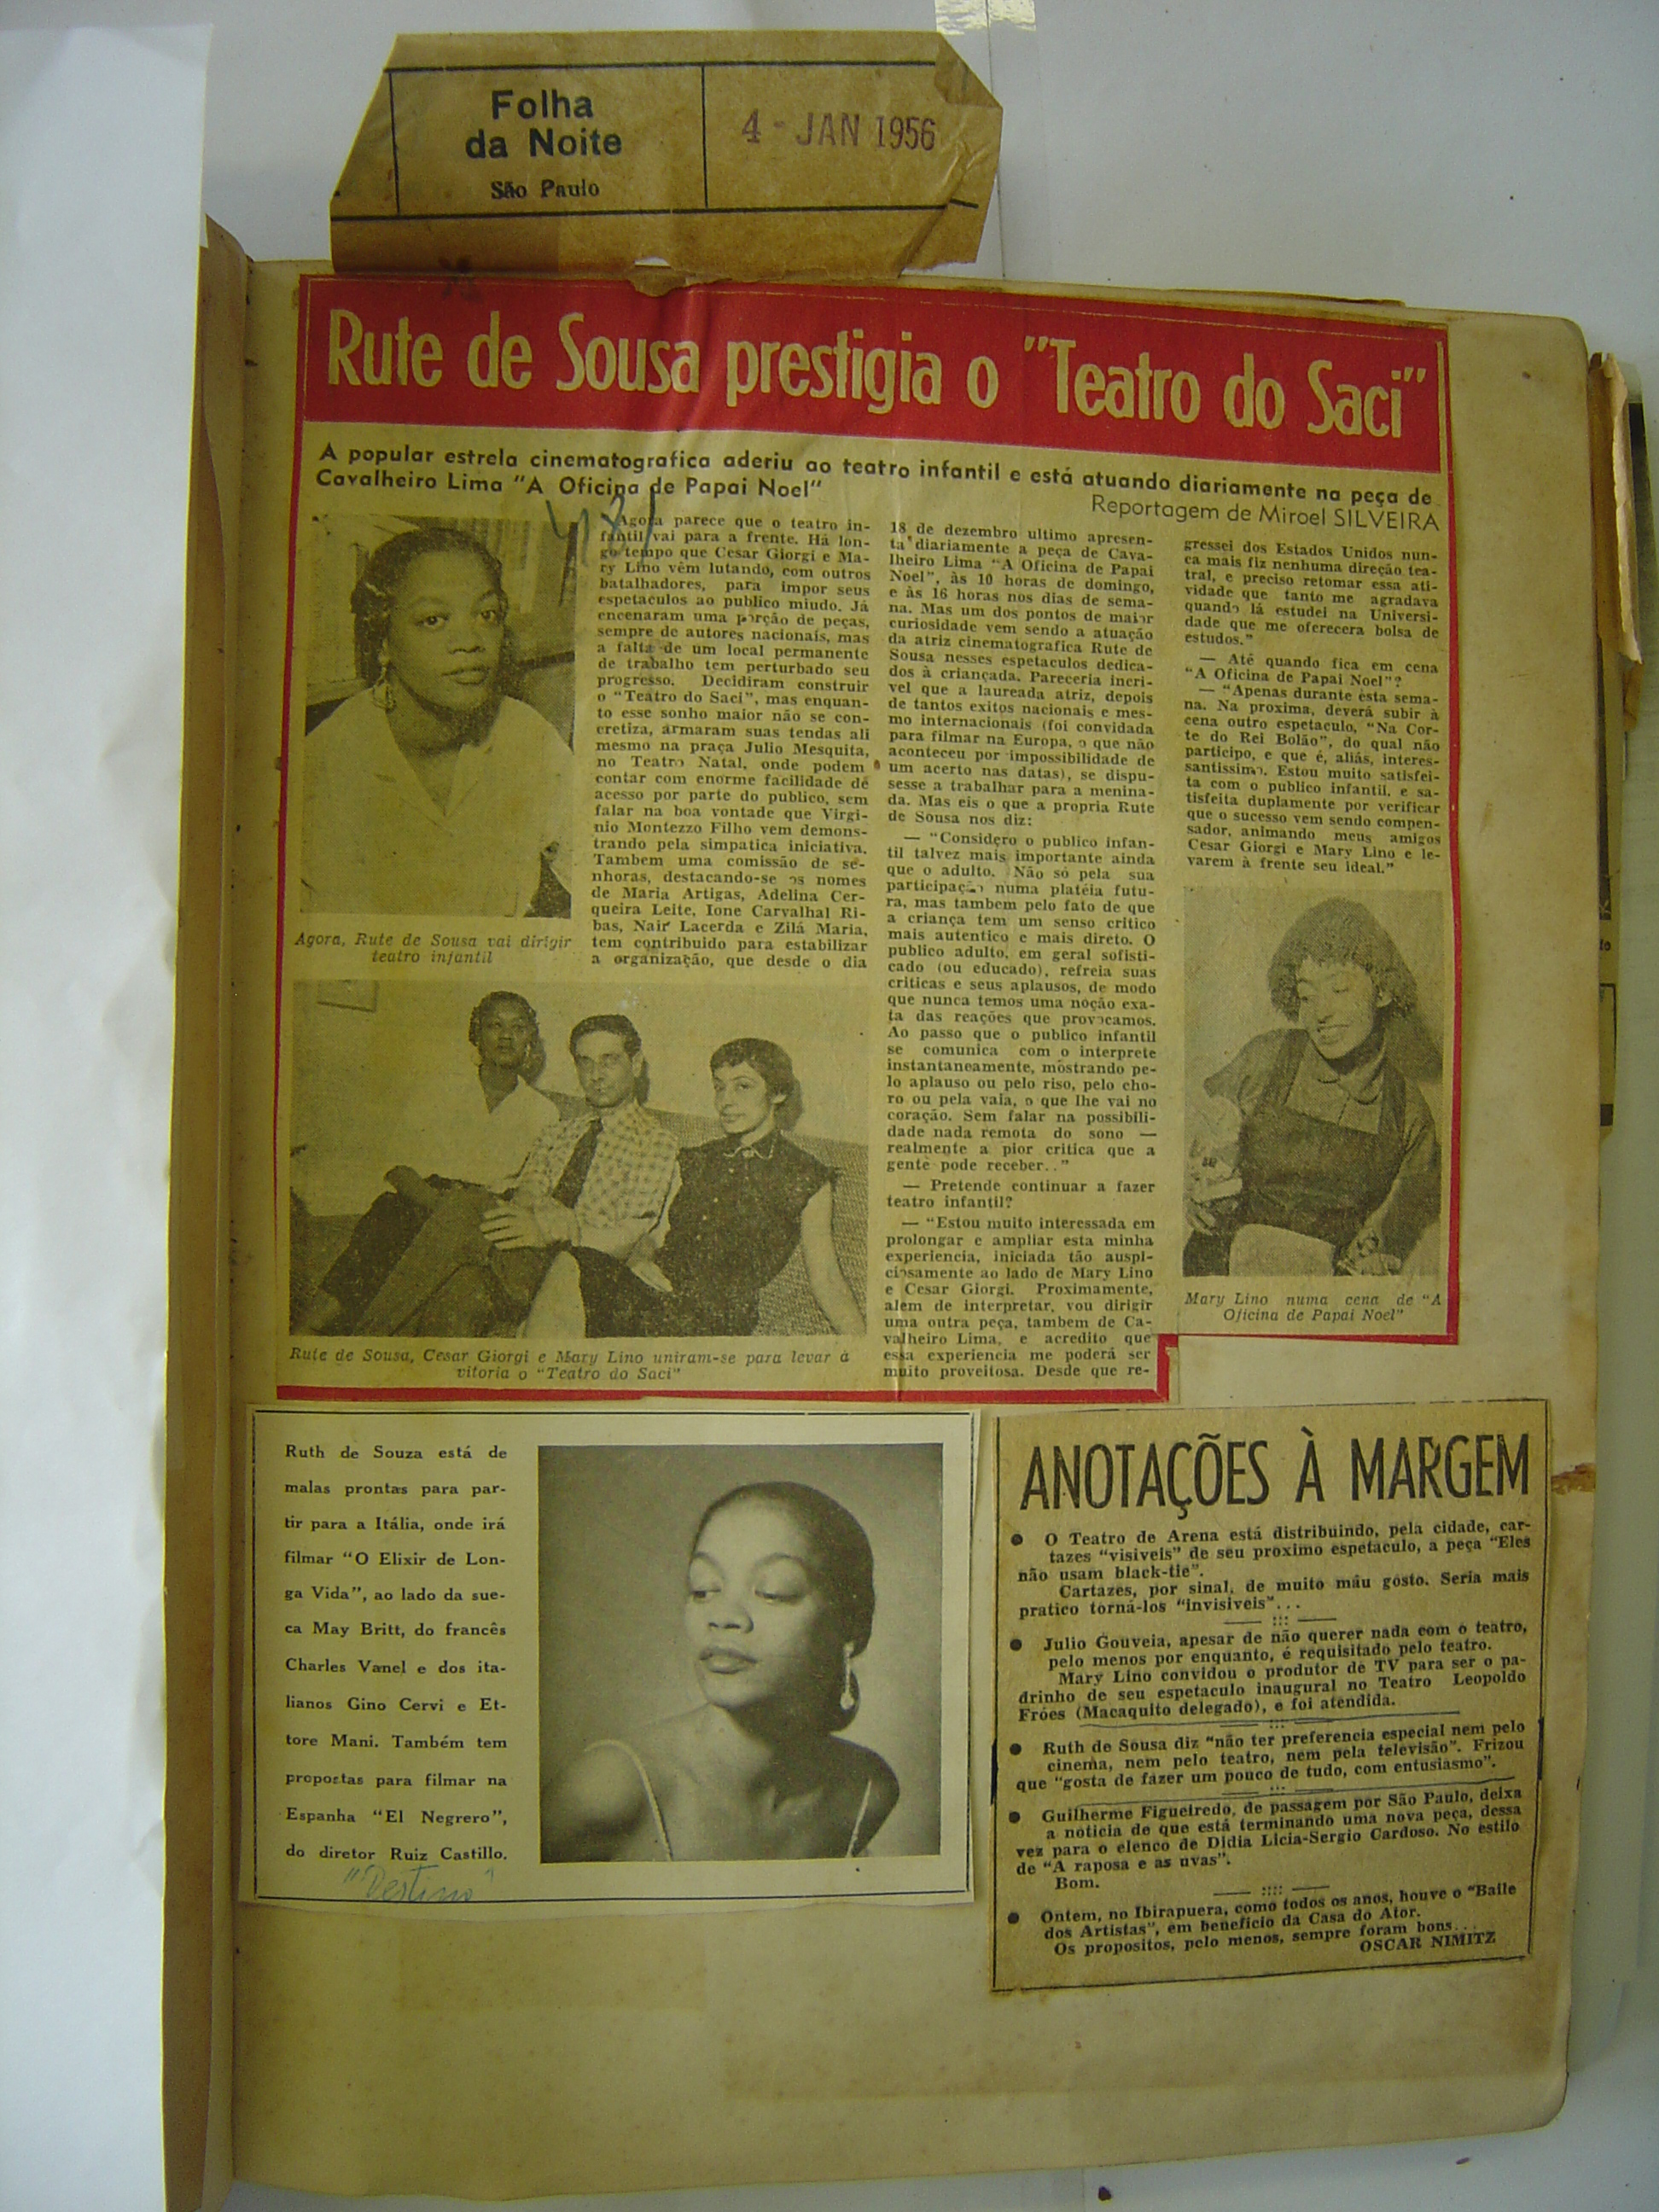 Folha
da Noite
São Paulo
4 - JAN 1956
Rute de Sousa prestigia o "Teatro do Saci"
A popular estrela cinematografica aderiu ao teatro infantil e está atuando diariamente na peça de
Cavalheiro Lima "A Oficina de Papai Noel"
Reportagem de Miroel SILVEIRA
Agora parece que o teatro in-
fantil vai para a frente. Há lon-
go tempo que Cesar Giorgi e Ma-
ry Lino vêm lutando, com outros
batalhadores, para impor seus
espetaculos ao publico miudo. Já
encenaram uma porção de peças,
sempre de autores nacionais, mas
a falta de um local permanente
de trabalho tem perturbado seu
progresso. Decidiram construir
o "Teatro do Saci", mas enquan-
to esse sonho maior não se con-
cretiza, armaram suas tendas ali
mesmo na praça Julio Mesquita,
no Teatro Natal, onde podem
contar com enorme facilidade de
acesso por parte do publico, sem
falar na boa vontade que Virgi-
nio Montezzo Filho vem demons-
trando pela simpatica iniciativa.
Tambem uma comissão de se-
nhoras, destacando-se os nomes
de Maria Artigas, Adelina Cer-
queira Leite, Ione Carvalhal Ri-
bas, Nair Lacerda e Zilá Maria,
tem contribuido para estabilizar
a organização, que desde o dia
Agora, Rute de Sousa vai dirigir
teatro infantil
Rute de Sousa, Cesar Giorgi e Mary Lino uniram-se para levar à
vitoria o "Teatro do Saci"
18 de dezembro ultimo apresen-
ta diariamente a peça de Cava-
lheiro Lima "A Oficina de Papai
Noel", às 10 horas de domingo,
e às 16 horas nos dias de sema-
na. Mas um dos pontos de maior
curiosidade vem sendo a atuação
da atriz cinematografica Rute de
Sousa nesses espetaculos dedica-
dos à criançada. Pareceria incri-
vel que a laureada atriz, depois
de tantos exitos nacionais e mes-
mo internacionais (foi convidada
para filmar na Europa, o que não
aconteceu por impossibilidade de
um acerto nas datas), se dispu-
sesse a trabalhar para a menina-
da. Mas eis o que a propria Rute
de Sousa nos diz:
— "Considero o publico infan-
til talvez mais importante ainda
que o adulto. Não só pela sua
participação numa platéia futu-
ra, mas tambem pelo fato de que
a criança tem um senso critico
mais autentico e mais direto. O
publico adulto, em geral sofisti-
cado (ou educado), refreia suas
criticas e seus aplausos, de modo
que nunca temos uma noção exa-
ta das reações que provocamos.
Ao passo que o publico infantil
se comunica com o interprete
instantaneamente, mostrando pe-
lo aplauso ou pelo riso, pelo cho-
ro ou pela vaia, o que lhe vai no
coração. Sem falar na possibili-
dade nada remota do sono —
realmente a pior critica que a
gente pode receber.."
— Pretende continuar a fazer
teatro infantil?
— "Estou muito interessada em
prolongar e ampliar esta minha
experiencia, iniciada tão auspi-
ciosamente ao lado de Mary Lino
e Cesar Giorgi. Proximamente,
alem de interpretar, vou dirigir
uma outra peça, tambem de Ca-
valheiro Lima, e acredito que
essa experiencia me poderá ser
muito proveitosa. Desde que re-
gressei dos Estados Unidos nun-
ca mais fiz nenhuma direção tea-
tral, e preciso retomar essa ati-
vidade que tanto me agradava
quando lá estudei na Universi-
dade que me oferecera bolsa de
estudos."
— Até quando fica em cena
"A Oficina de Papai Noel"?
— "Apenas durante esta sema-
na. Na proxima, deverá subir à
cena outro espetaculo, "Na Cor-
te do Rei Bolão", do qual não
participo, e que é, aliás, interes-
santissimo. Estou muito satisfei-
ta com o publico infantil, e sa-
tisfeita duplamente por verificar
que o sucesso vem sendo compen-
sador, animando meus amigos
Cesar Giorgi e Mary Lino e le-
varem à frente seu ideal."
Mary Lino numa cena de "A
Oficina de Papai Noel"
Ruth de Souza está de
malas prontas para par-
tir para a Itália, onde irá
filmar "O Elixir de Lon-
ga Vida", ao lado da sue-
ca May Britt, do francês
Charles Vanel e dos ita-
lianos Gino Cervi e Et-
tore Mani. Também tem
propostas para filmar na
Espanha "El Negrero",
do diretor Ruiz Castillo.
"Destino"
ANOTAÇÕES À MARGEM
● O Teatro de Arena está distribuindo, pela cidade, car-
tazes "visiveis" de seu proximo espetaculo, a peça "Eles
não usam black-tie".
Cartazes, por sinal, de muito máu gosto. Seria mais
pratico torná-los "invisiveis"...
● Julio Gouveia, apesar de não querer nada com o teatro,
pelo menos por enquanto, é requisitado pelo teatro.
Mary Lino convidou o produtor de TV para ser o pa-
drinho de seu espetaculo inaugural no Teatro Leopoldo
Fróes (Macaquito delegado), e foi atendida.
● Ruth de Sousa diz "não ter preferencia especial nem pelo
cinema, nem pelo teatro, nem pela televisão". Frizou
que "gosta de fazer um pouco de tudo, com entusiasmo".
● Guilherme Figueiredo, de passagem por São Paulo, deixa
a noticia de que está terminando uma nova peça, dessa
vez para o elenco de Didia Licia-Sergio Cardoso. No estilo
de "A raposa e as uvas".
Bom.
● Ontem, no Ibirapuera, como todos os anos, houve o "Baile
dos Artistas", em beneficio da Casa do Ator.
Os propositos, pelo menos, sempre foram bons...
OSCAR NIMITZ